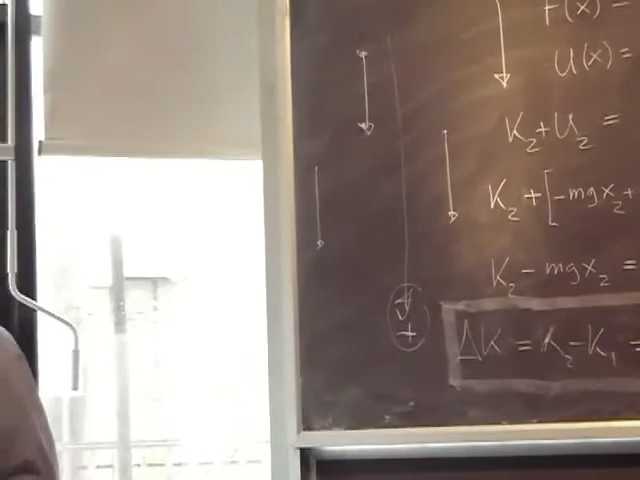 F(x) =
U(x) =
K₂+U₂ =
K₂+[-mgx₂+
K₂-mgx₂ =
+
ΔK = K₂-K₁ =